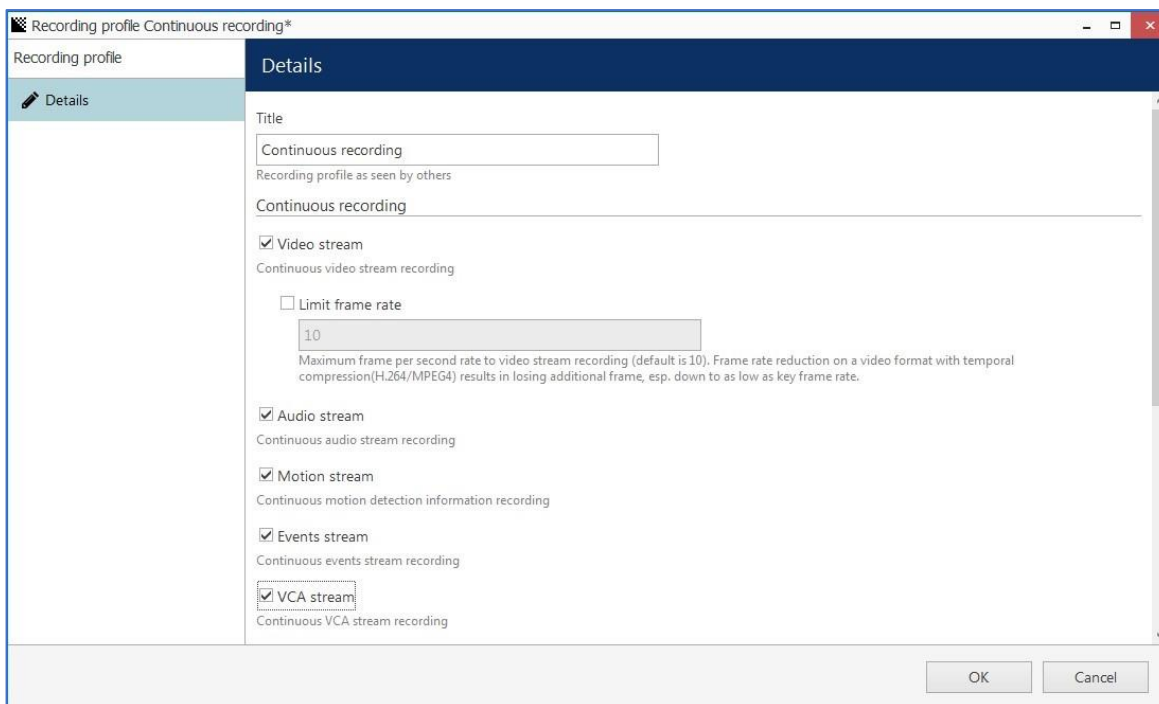 Recording profile Continuous recording*
Recording profile
Details
Details
Title
Continuous recording
Recording profile as seen by others
Continuous recording
Video stream
Continuous video stream recording
Limit frame rate
10
Maximum frame per second rate to video stream recording (default is 10). Frame rate reduction on a video format with temporal
compression(H.264/MPEG4) results in losing additional frame, esp. down to as low as key frame rate.
Audio stream
Continuous audio stream recording
Motion stream
Continuous motion detection information recording
Events stream
Continuous events stream recording
VCA stream
Continuous VCA stream recording
OK
Cancel